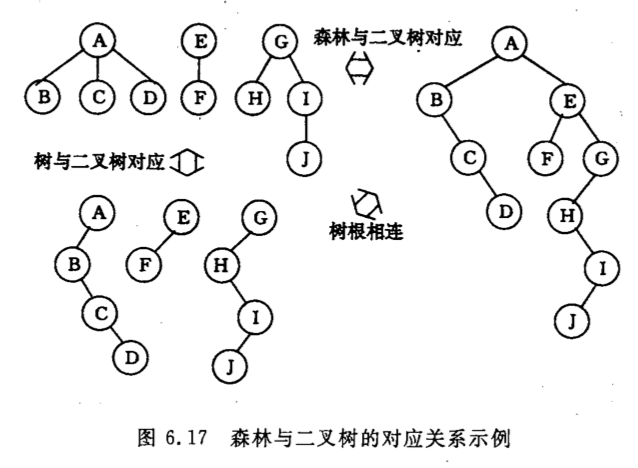 A E G 森林与二叉树对应 A
B C D F H I B E
树与二叉树对应 J C F G
A E G 树根相连 D H
B F H I
C I J
D J
图 6.17 森林与二叉树的对应关系示例